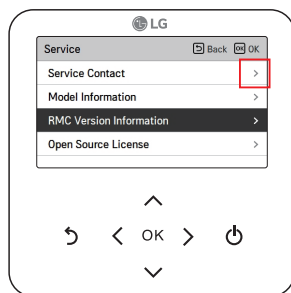 LG
Service Back OK OK
Service Contact
Model Information
RMC Version Information
Open Source License
OK